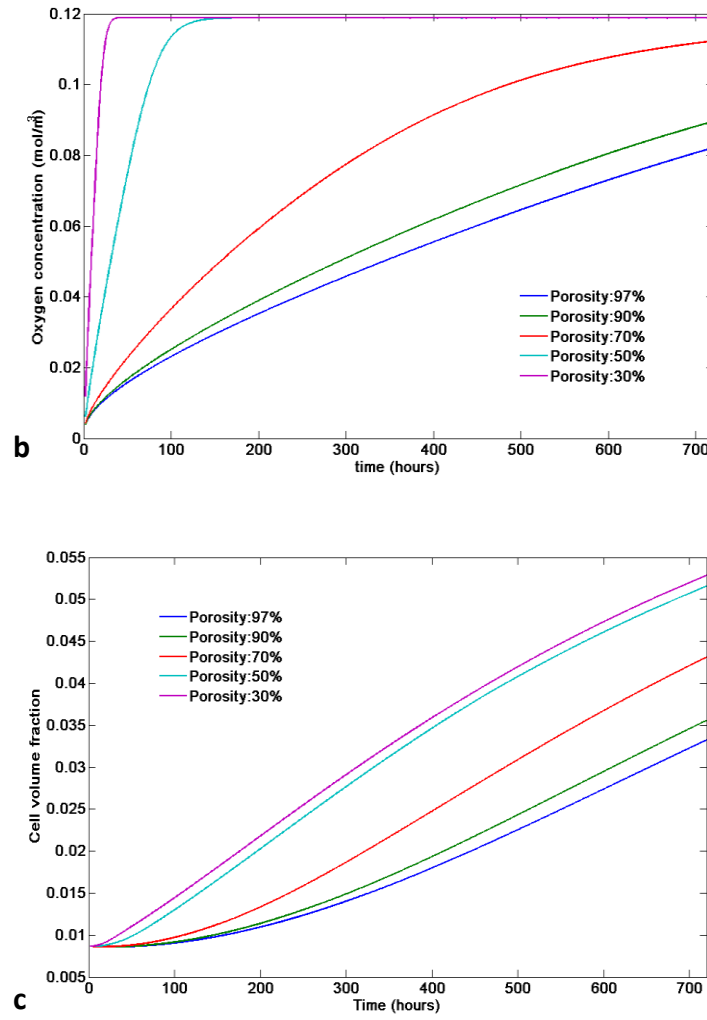 0.12
0.1
0.08
0.06
0.04
0.02
0
Oxygen concentration (mol/m³)
Porosity:97%
Porosity:90%
Porosity:70%
Porosity:50%
Porosity:30%
0 100 200 300 400 500 600 700
time (hours)
b
0.055
0.05
0.045
0.04
0.035
0.03
0.025
0.02
0.015
0.01
0.005
Cell volume fraction
Porosity:97%
Porosity:90%
Porosity:70%
Porosity:50%
Porosity:30%
0 100 200 300 400 500 600 700
Time (hours)
c